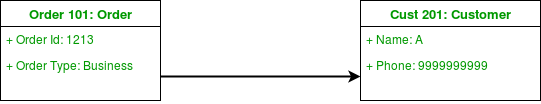 Order 101: Order
+ Order Id: 1213
+ Order Type: Business
Cust 201: Customer
+ Name: A
+ Phone: 9999999999